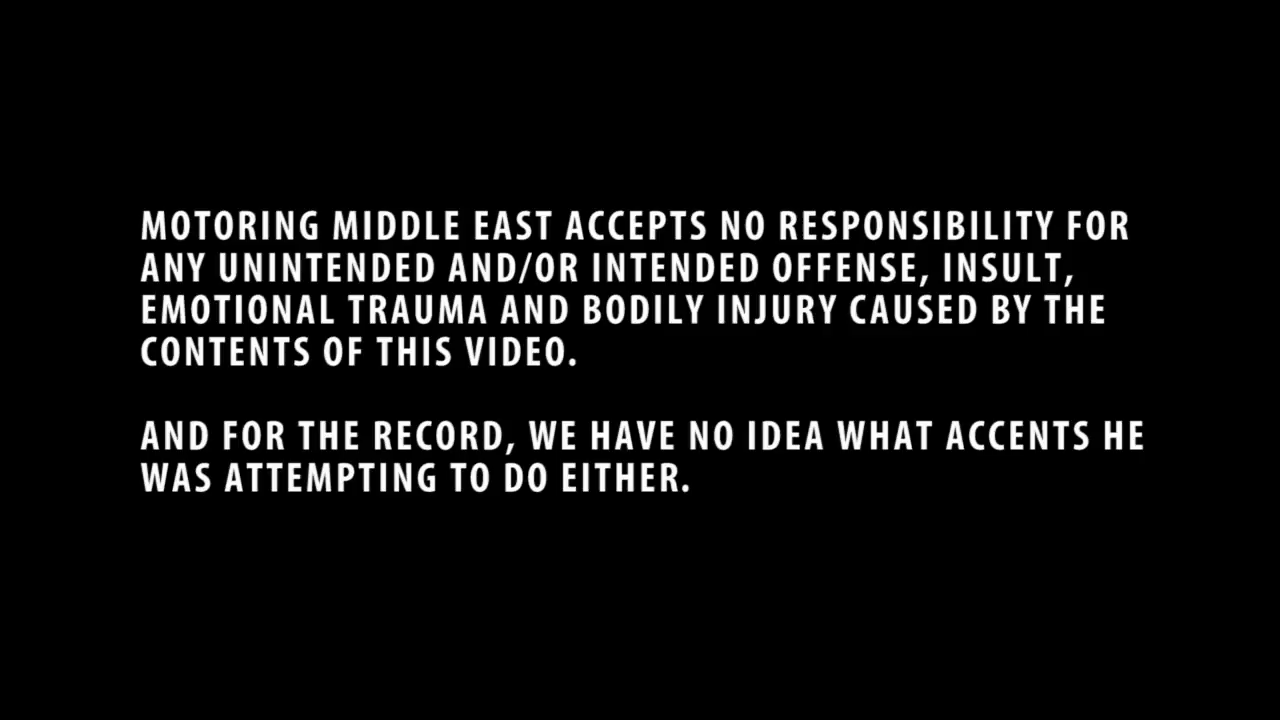 MOTORING MIDDLE EAST ACCEPTS NO RESPONSIBILITY FOR
ANY UNINTENDED AND/OR INTENDED OFFENSE, INSULT,
EMOTIONAL TRAUMA AND BODILY INJURY CAUSED BY THE
CONTENTS OF THIS VIDEO.
AND FOR THE RECORD, WE HAVE NO IDEA WHAT ACCENTS HE
WAS ATTEMPTING TO DO EITHER.